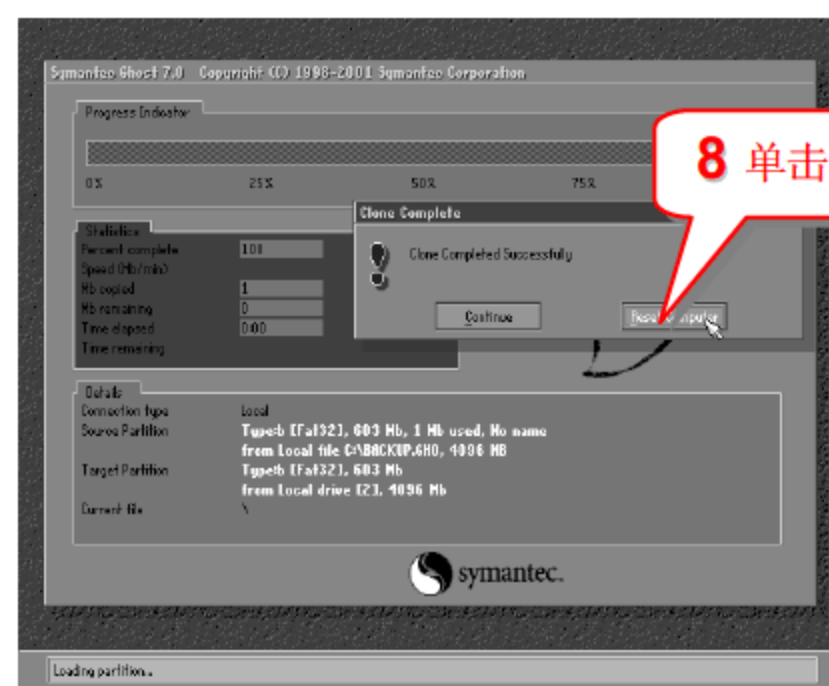 Symantec Ghost 7.0   Copyright (C) 1998-2001 Symantec Corporation
Progress Indicator
8 单击
0%   25%   50%   75%
Clone Complete
Clone Completed Successfully
Continue   Reset Computer
Statistics
Percent complete   100
Speed (Mb/min)
Mb copied   1
Mb remaining   0
Time elapsed   0:00
Time remaining
Details
Connection type   Local
Source Partition   Type:b [Fat32], 603 Mb, 1 Mb used, No name
from Local file C:\BACKUP.GHO, 4096 MB
Target Partition   Type:b [Fat32], 603 Mb
from Local drive [2], 4096 Mb
Current file   \
symantec.
Loading partition...